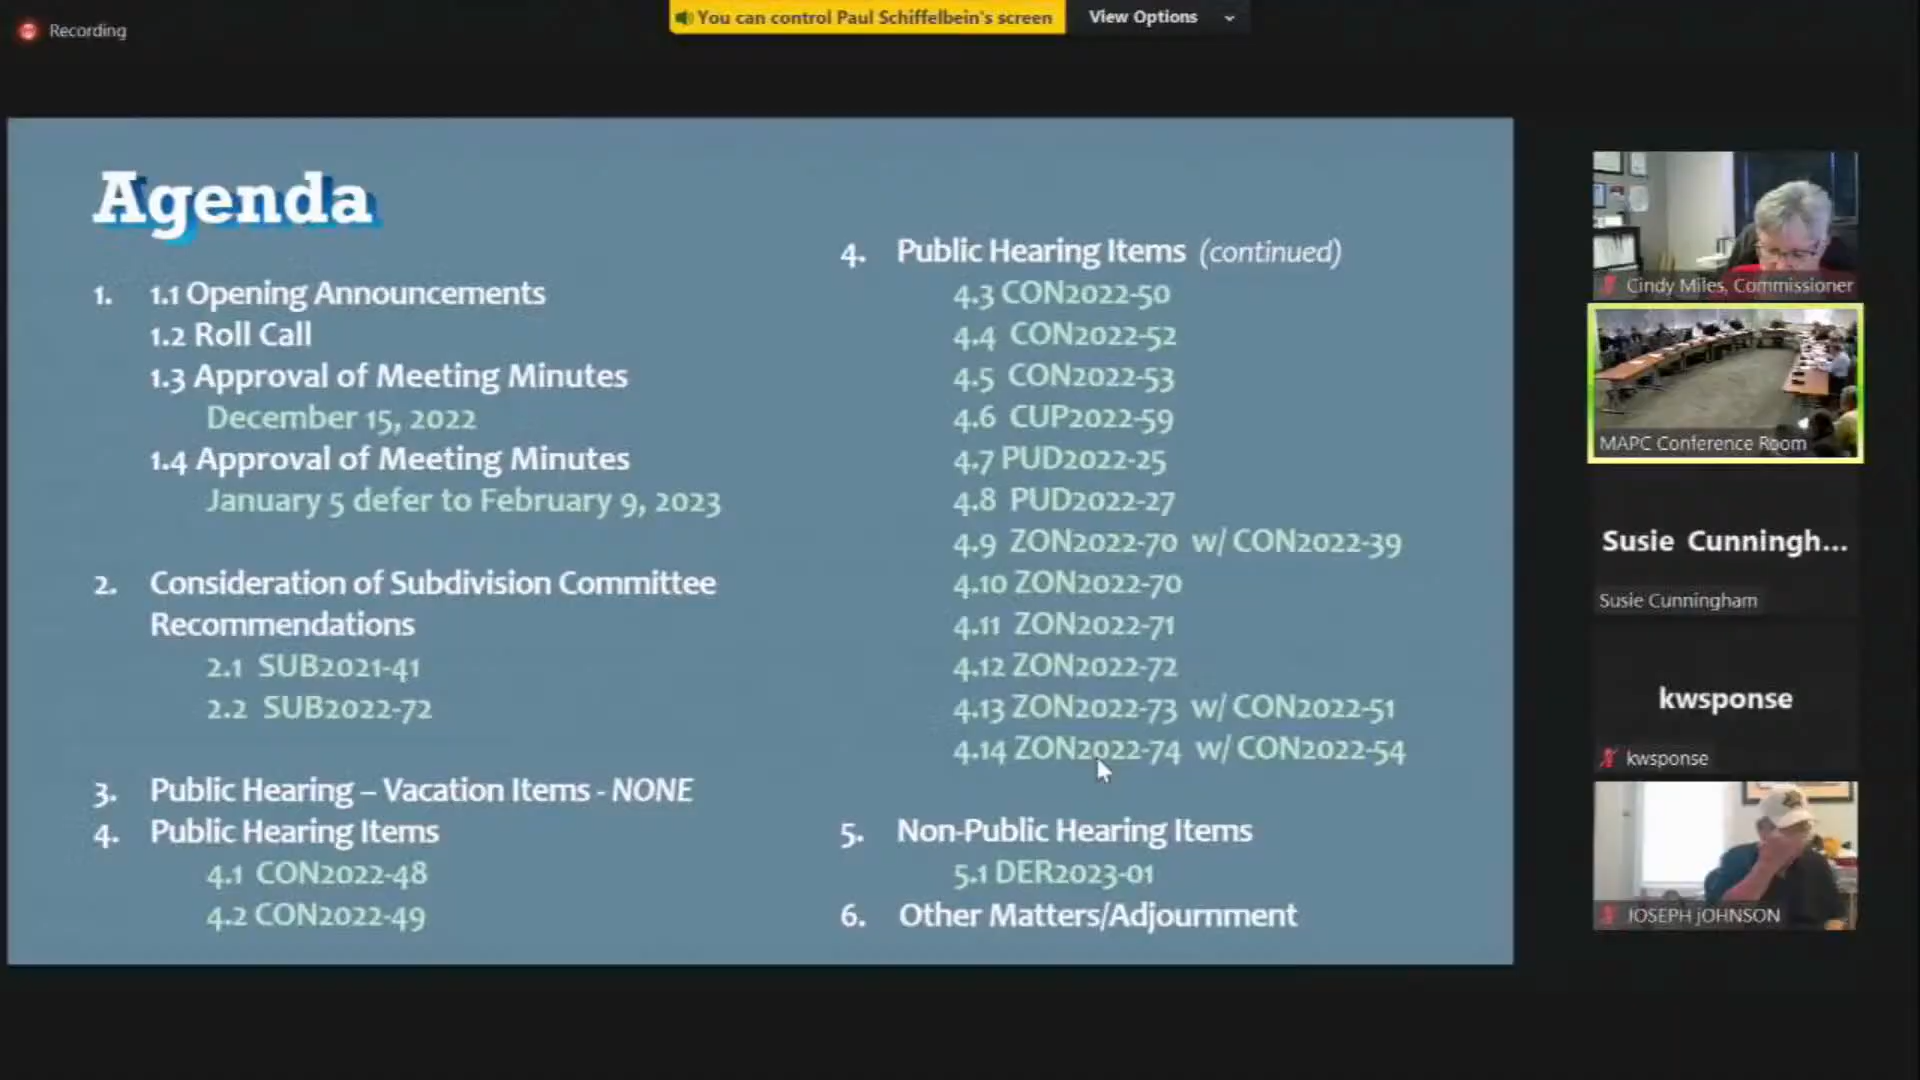 Recording
You can control Paul Schiffelbein's screen
View Options
Agenda
1. 1.1 Opening Announcements
1.2 Roll Call
1.3 Approval of Meeting Minutes
December 15, 2022
1.4 Approval of Meeting Minutes
January 5 defer to February 9, 2023
2. Consideration of Subdivision Committee
Recommendations
2.1 SUB2021-41
2.2 SUB2022-72
3. Public Hearing – Vacation Items - NONE
4. Public Hearing Items
4.1 CON2022-48
4.2 CON2022-49
4. Public Hearing Items (continued)
4.3 CON2022-50
4.4 CON2022-52
4.5 CON2022-53
4.6 CUP2022-59
4.7 PUD2022-25
4.8 PUD2022-27
4.9 ZON2022-70 w/ CON2022-39
4.10 ZON2022-70
4.11 ZON2022-71
4.12 ZON2022-72
4.13 ZON2022-73 w/ CON2022-51
4.14 ZON2022-74 w/ CON2022-54
5. Non-Public Hearing Items
5.1 DER2023-01
6. Other Matters/Adjournment
Cindy Miles, Commissioner
MAPC Conference Room
Susie Cunningh...
Susie Cunningham
kwsponse
kwsponse
JOSEPH jOHNSON